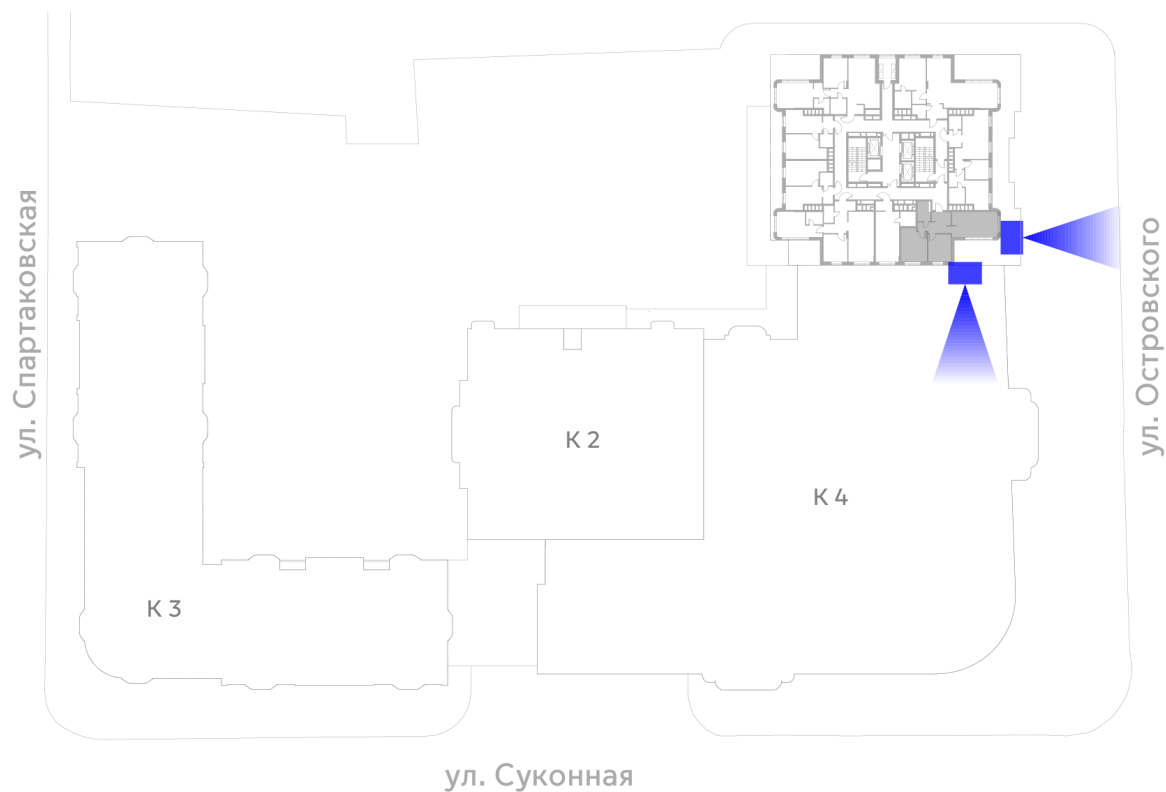 ул. Спартаковская
ул. Островского
К 2
К 4
К 3
ул. Суконная